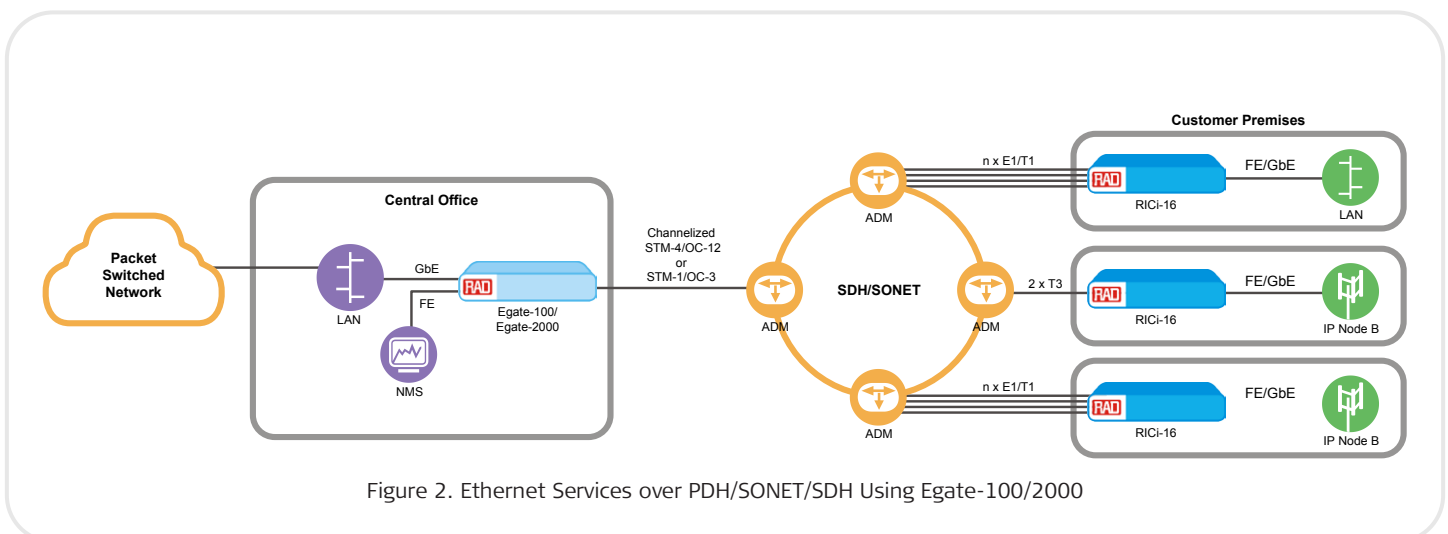 Customer Premises
Central Office
Packet
Switched
Network
LAN
GbE
FE
NMS
RAD
Egate-100/
Egate-2000
Channelized
STM-4/OC-12
or
STM-1/OC-3
SDH/SONET
ADM
ADM
ADM
ADM
n x E1/T1
RAD
RICi-16
FE/GbE
LAN
2 x T3
RAD
RICi-16
FE/GbE
IP Node B
n x E1/T1
RAD
RICi-16
FE/GbE
IP Node B
Figure 2. Ethernet Services over PDH/SONET/SDH Using Egate-100/2000